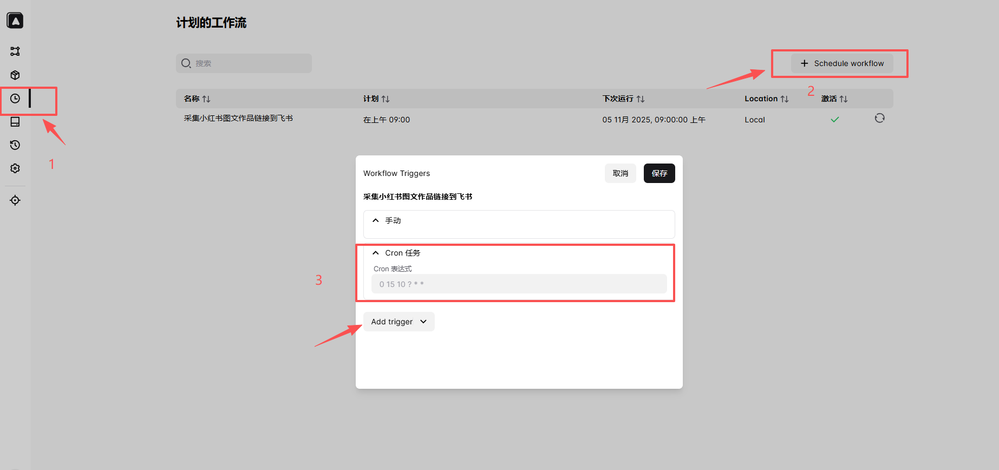 计划的工作流
搜索
Schedule workflow
2
名称 计划 下次运行 Location 激活
采集小红书图文作品链接到飞书 在上午 09:00 05 11月 2025, 09:00:00 上午 Local
1
Workflow Triggers 取消 保存
采集小红书图文作品链接到飞书
手动
Cron 任务
Cron 表达式
3
0 15 10 ? * *
Add trigger